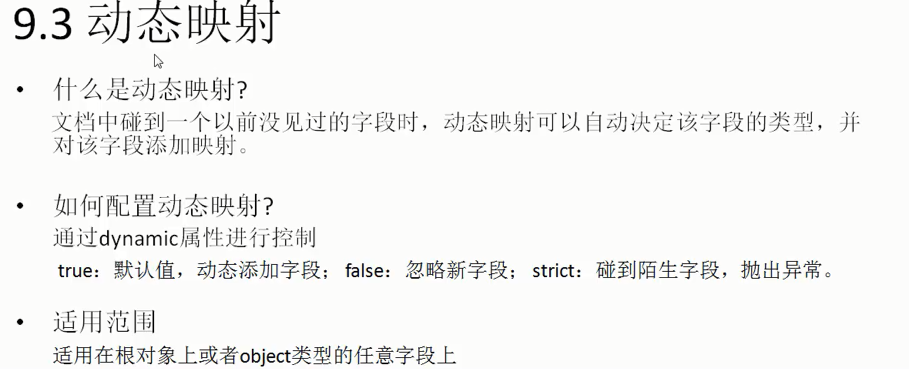 9.3 动态映射
• 什么是动态映射?
文档中碰到一个以前没见过的字段时，动态映射可以自动决定该字段的类型，并
对该字段添加映射。
• 如何配置动态映射?
通过dynamic属性进行控制
true：默认值，动态添加字段；false：忽略新字段；strict：碰到陌生字段，抛出异常。
• 适用范围
适用在根对象上或者object类型的任意字段上